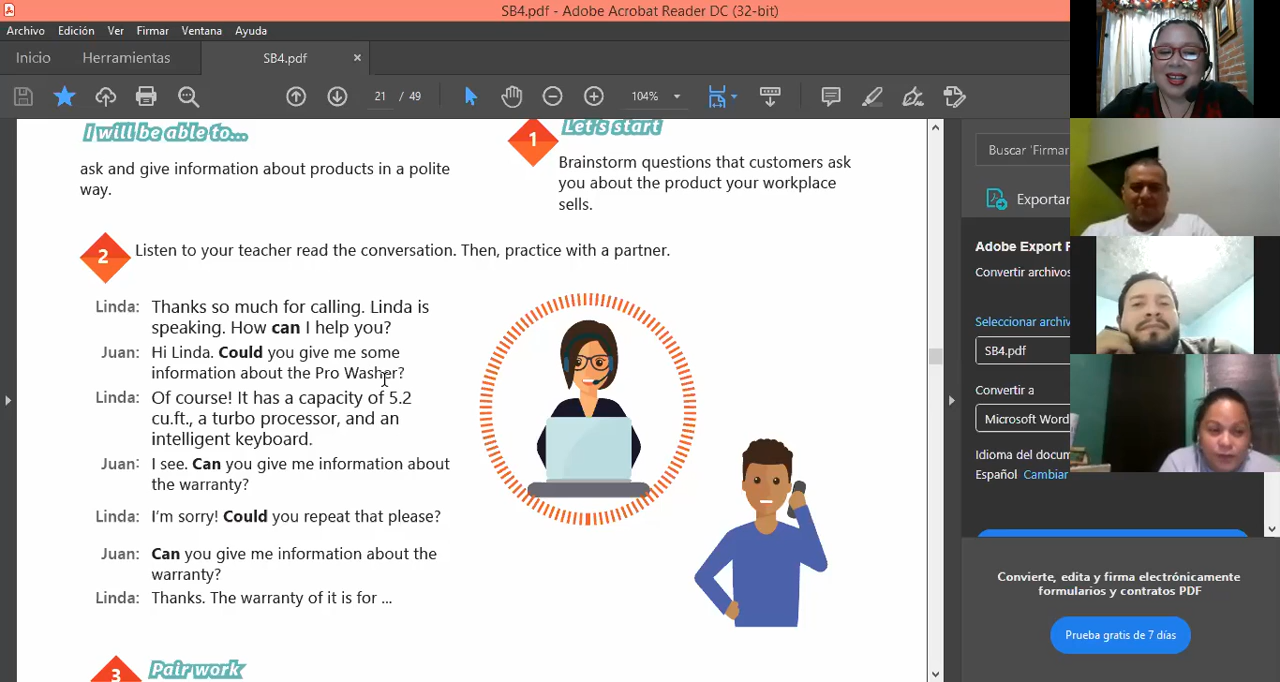 SB4.pdf - Adobe Acrobat Reader DC (32-bit)
Archivo Edición Ver Firmar Ventana Ayuda
Inicio Herramientas SB4.pdf ×
21 / 49 104%
I will be able to...
ask and give information about products in a polite
way.
1 Let's start
Brainstorm questions that customers ask
you about the product your workplace
sells.
2 Listen to your teacher read the conversation. Then, practice with a partner.
Linda: Thanks so much for calling. Linda is
speaking. How can I help you?
Juan: Hi Linda. Could you give me some
information about the Pro Washer?
Linda: Of course! It has a capacity of 5.2
cu.ft., a turbo processor, and an
intelligent keyboard.
Juan: I see. Can you give me information about
the warranty?
Linda: I'm sorry! Could you repeat that please?
Juan: Can you give me information about the
warranty?
Linda: Thanks. The warranty of it is for ...
3 Pair work
Buscar 'Firmar
Exportar
Adobe Export
Convertir archivos
Seleccionar archiv
SB4.pdf
Convertir a
Microsoft Word
Idioma del docum
Español Cambiar
Convierte, edita y firma electrónicamente
formularios y contratos PDF
Prueba gratis de 7 días